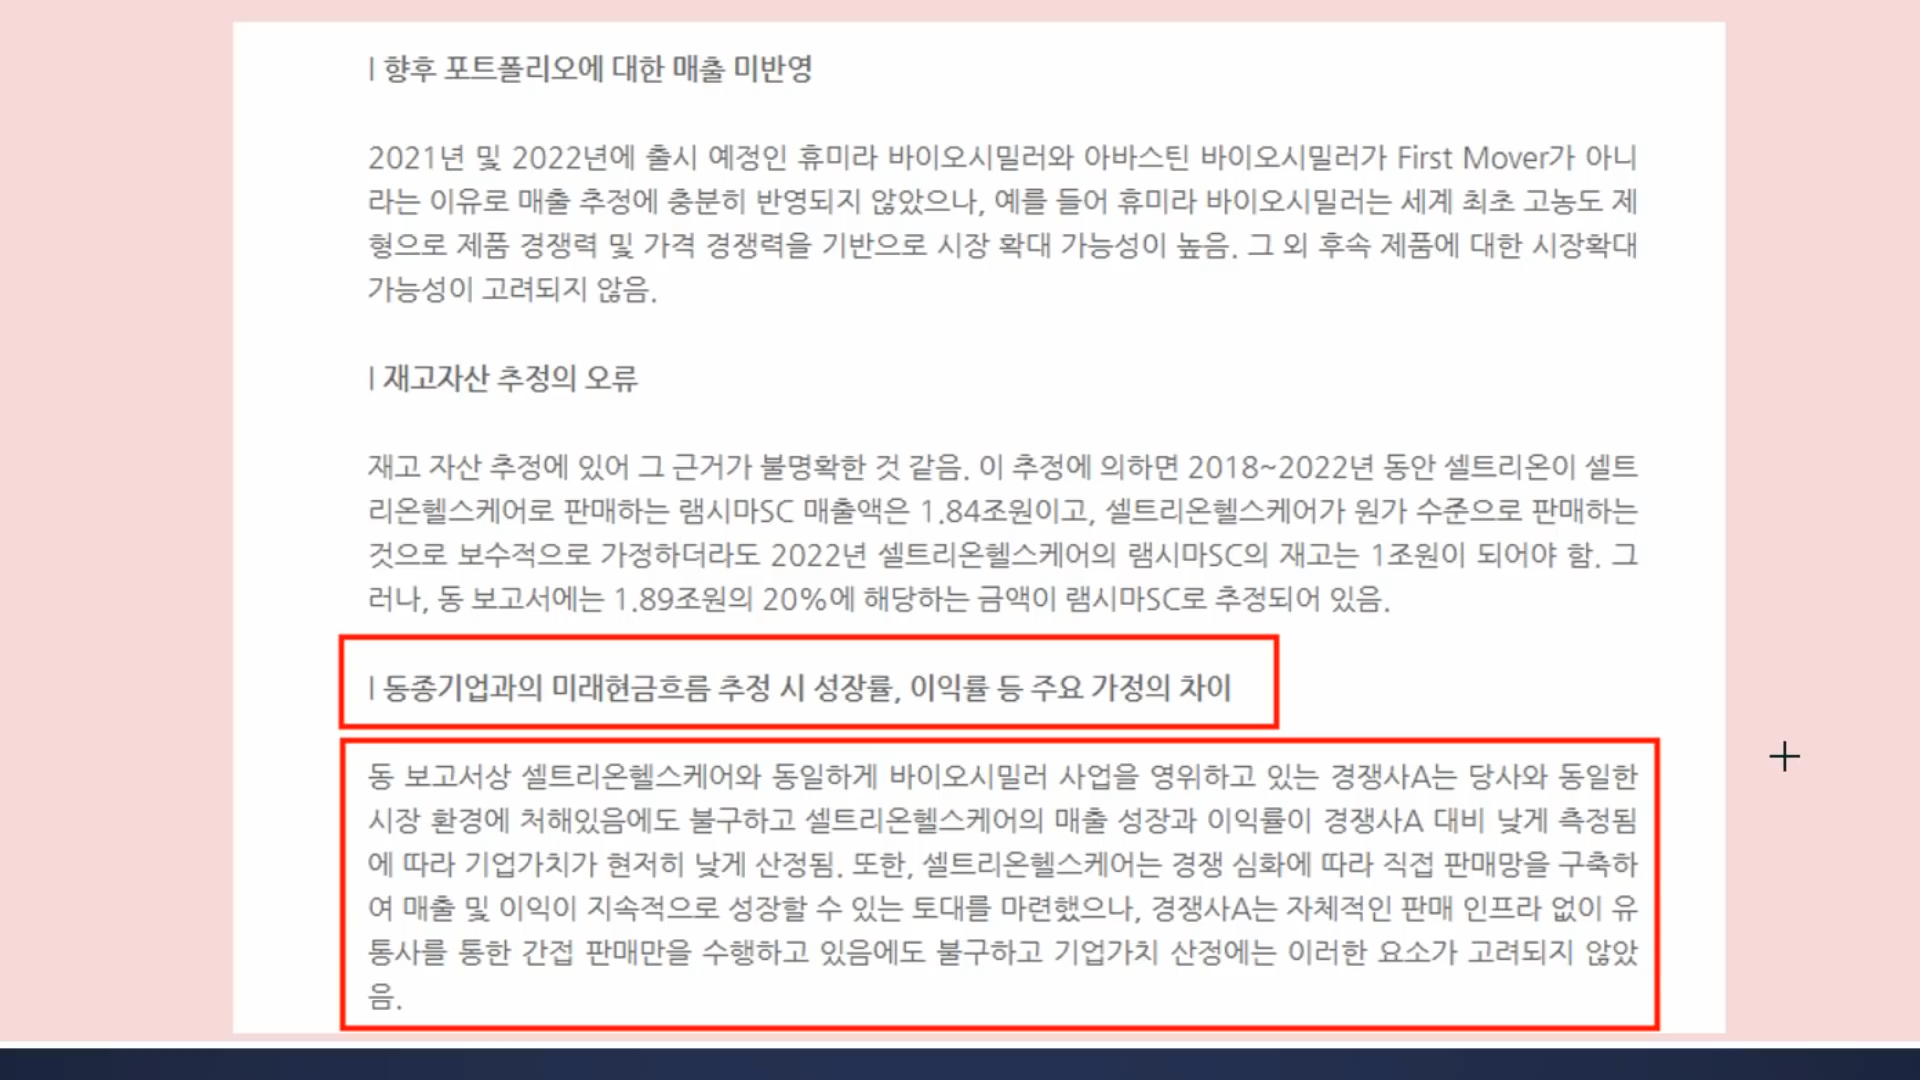 | 향후 포트폴리오에 대한 매출 미반영
2021년 및 2022년에 출시 예정인 휴미라 바이오시밀러와 아바스틴 바이오시밀러가 First Mover가 아니
라는 이유로 매출 추정에 충분히 반영되지 않았으나, 예를 들어 휴미라 바이오시밀러는 세계 최초 고농도 제
형으로 제품 경쟁력 및 가격 경쟁력을 기반으로 시장 확대 가능성이 높음. 그 외 후속 제품에 대한 시장확대
가능성이 고려되지 않음.
| 재고자산 추정의 오류
재고 자산 추정에 있어 그 근거가 불명확한 것 같음. 이 추정에 의하면 2018~2022년 동안 셀트리온이 셀트
리온헬스케어로 판매하는 램시마SC 매출액은 1.84조원이고, 셀트리온헬스케어가 원가 수준으로 판매하는
것으로 보수적으로 가정하더라도 2022년 셀트리온헬스케어의 램시마SC의 재고는 1조원이 되어야 함. 그
러나, 동 보고서에는 1.89조원의 20%에 해당하는 금액이 램시마SC로 추정되어 있음.
| 동종기업과의 미래현금흐름 추정 시 성장률, 이익률 등 주요 가정의 차이
동 보고서상 셀트리온헬스케어와 동일하게 바이오시밀러 사업을 영위하고 있는 경쟁사A는 당사와 동일한
시장 환경에 처해있음에도 불구하고 셀트리온헬스케어의 매출 성장과 이익률이 경쟁사A 대비 낮게 측정됨
에 따라 기업가치가 현저히 낮게 산정됨. 또한, 셀트리온헬스케어는 경쟁 심화에 따라 직접 판매망을 구축하
여 매출 및 이익이 지속적으로 성장할 수 있는 토대를 마련했으나, 경쟁사A는 자체적인 판매 인프라 없이 유
통사를 통한 간접 판매만을 수행하고 있음에도 불구하고 기업가치 산정에는 이러한 요소가 고려되지 않았
음.